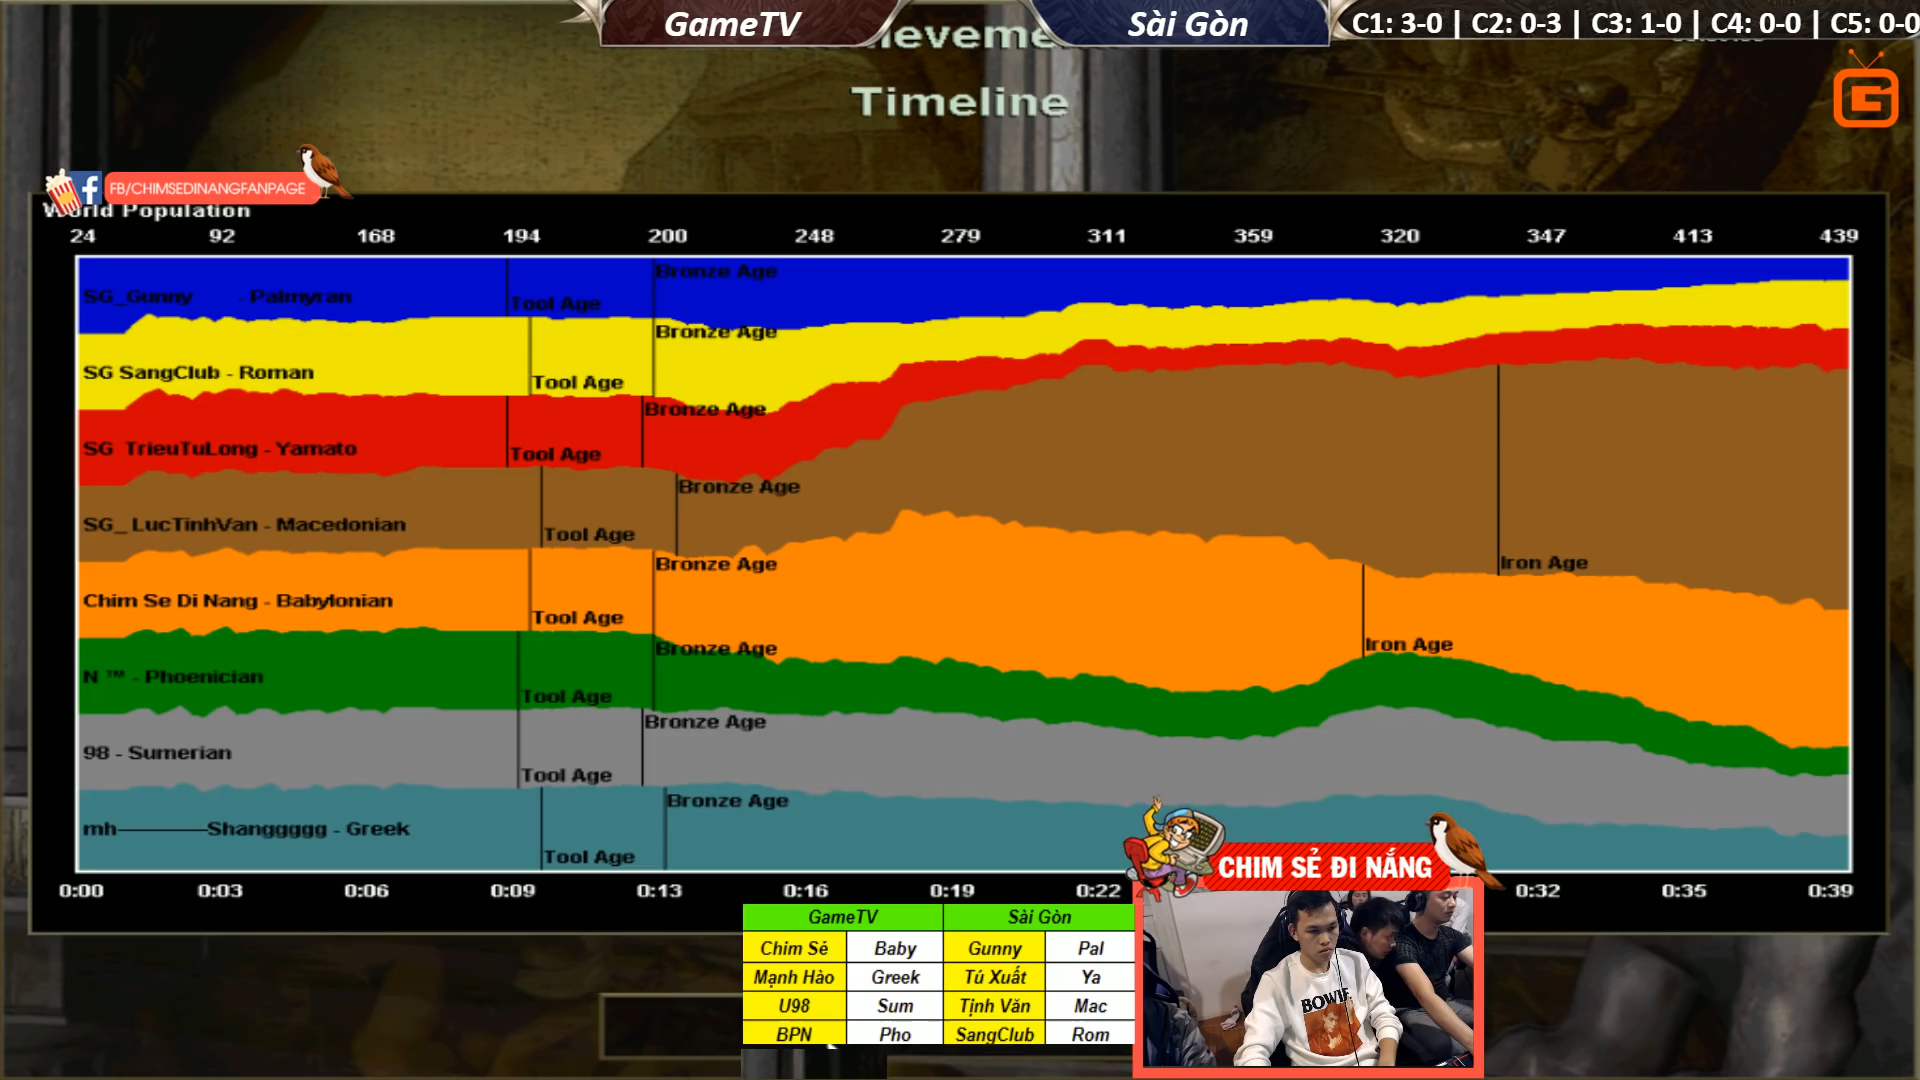 GameTV
Sài Gòn
C1: 3-0 | C2: 0-3 | C3: 1-0 | C4: 0-0 | C5: 0-0
Timeline
FB/CHIMSEDINANGFANPAGE
World Population
24 92 168 194 200 248 279 311 359 320 347 413 439
Bronze Age
SG_Gunny - Palmyran
Tool Age
Bronze Age
SG SangClub - Roman
Tool Age
Bronze Age
SG TrieuTuLong - Yamato
Tool Age
Bronze Age
SG_ LucTinhVan - Macedonian
Tool Age
Iron Age
Bronze Age
Chim Se Di Nang - Babylonian
Tool Age
Iron Age
Bronze Age
N ™ - Phoenician
Tool Age
Bronze Age
98 - Sumerian
Tool Age
Bronze Age
mh————Shanggggg - Greek
Tool Age
CHIM SẺ ĐI NẮNG
0:00 0:03 0:06 0:09 0:13 0:16 0:19 0:22 0:32 0:35 0:39
GameTV Sài Gòn
Chim Sẻ Baby Gunny Pal
Mạnh Hào Greek Tú Xuất Ya
U98 Sum Tịnh Văn Mac
BPN Pho SangClub Rom
BOWIE